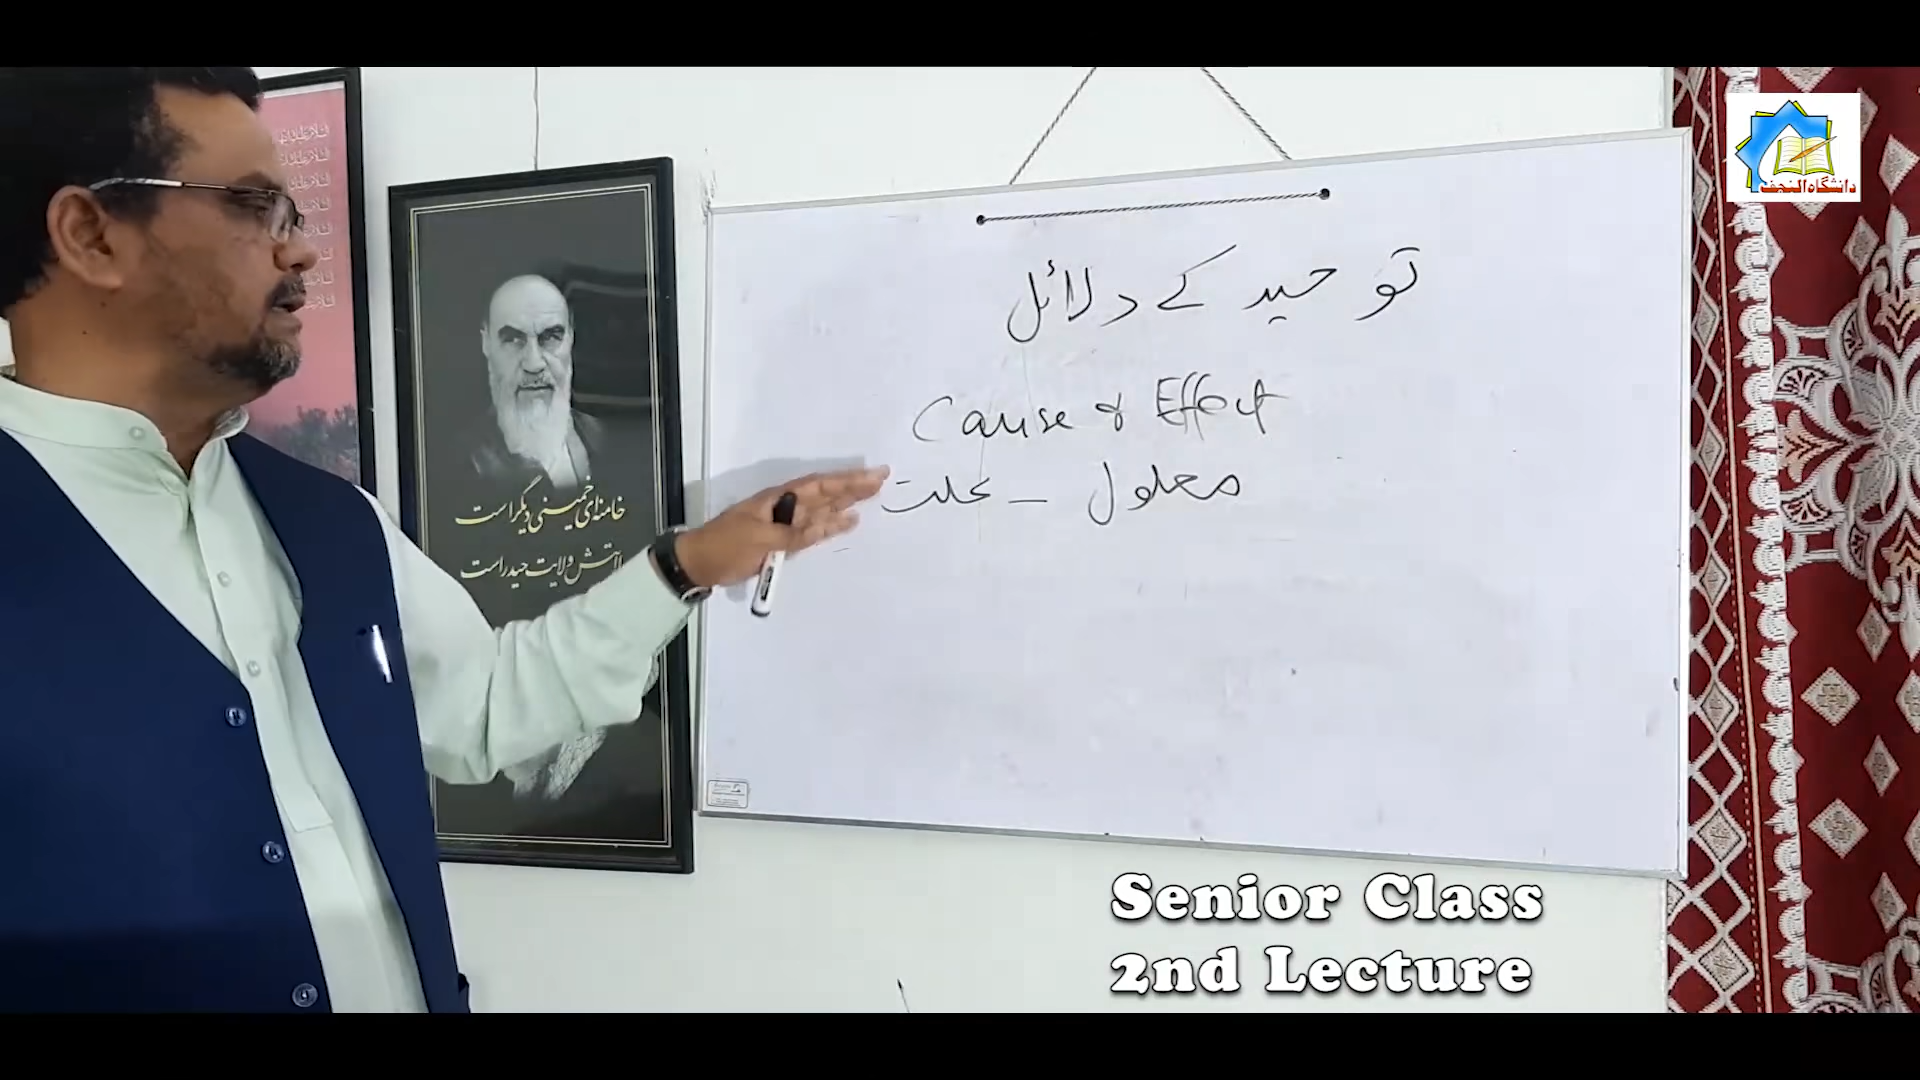 توحید کے دلائل
Cause & Effect
معلول – علت
خامنه‌ای خمینی دیگر است
ولایت حیدر است
دانشگاه النجف
Senior Class
2nd Lecture